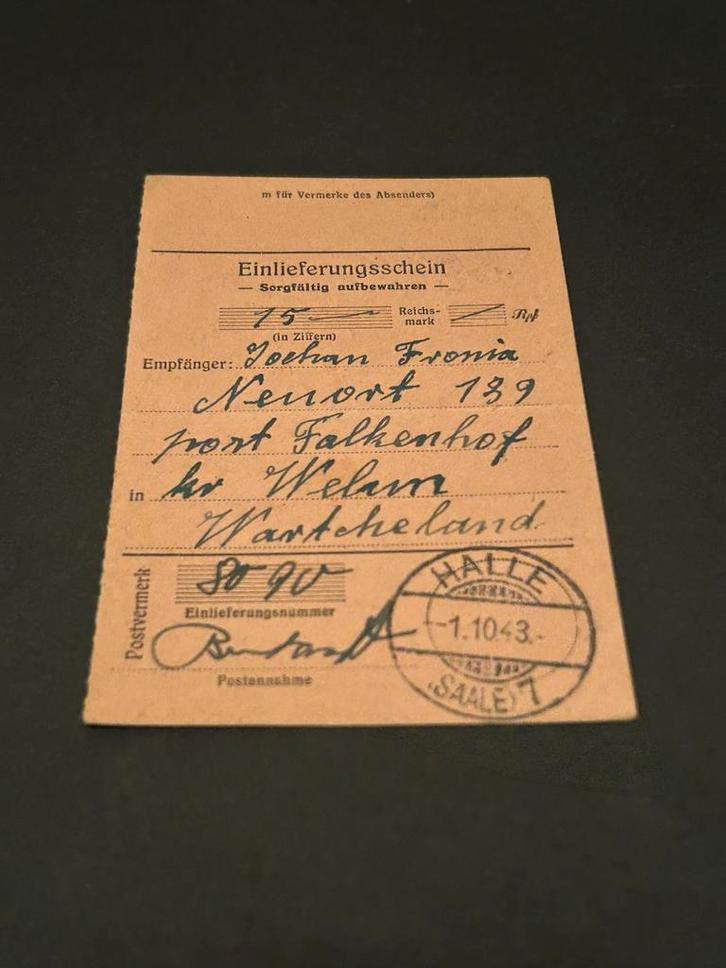 m für Vermerke des Absenders)
Einlieferungsschein
— Sorgfältig aufbewahren —
15 — Reichsmark — Rpf
(in Ziffern)
Empfänger: Jochan Fronia
Neuort 139
post Falkenhof
in kr Welun
Wartcheland
Postvermerk
80 90
Einlieferungsnummer
Postannahme
HALLE
-1.10.43.-
(SAALE) 7